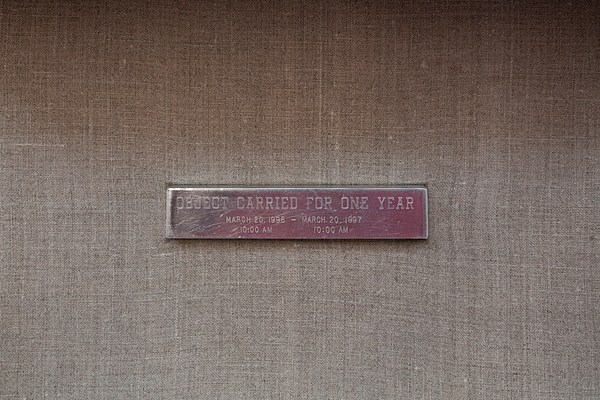 OBJECT CARRIED FOR ONE YEAR
MARCH 20, 1996 – MARCH 20, 1997
10:00 AM 10:00 AM